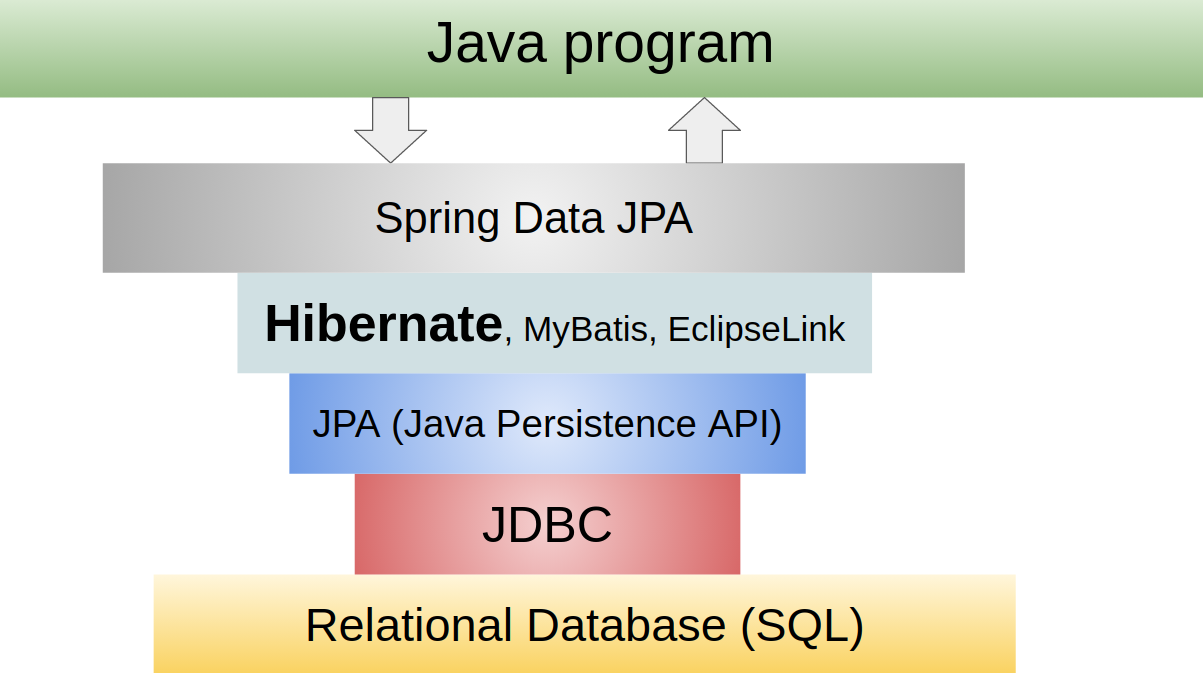 Java program
Spring Data JPA
Hibernate, MyBatis, EclipseLink
JPA (Java Persistence API)
JDBC
Relational Database (SQL)